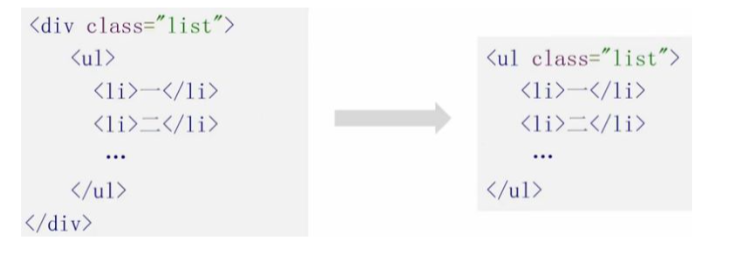 <div class="list">
<ul>
<li>一</li>
<li>二</li>
...
</ul>
</div>
<ul class="list">
<li>一</li>
<li>二</li>
...
</ul>